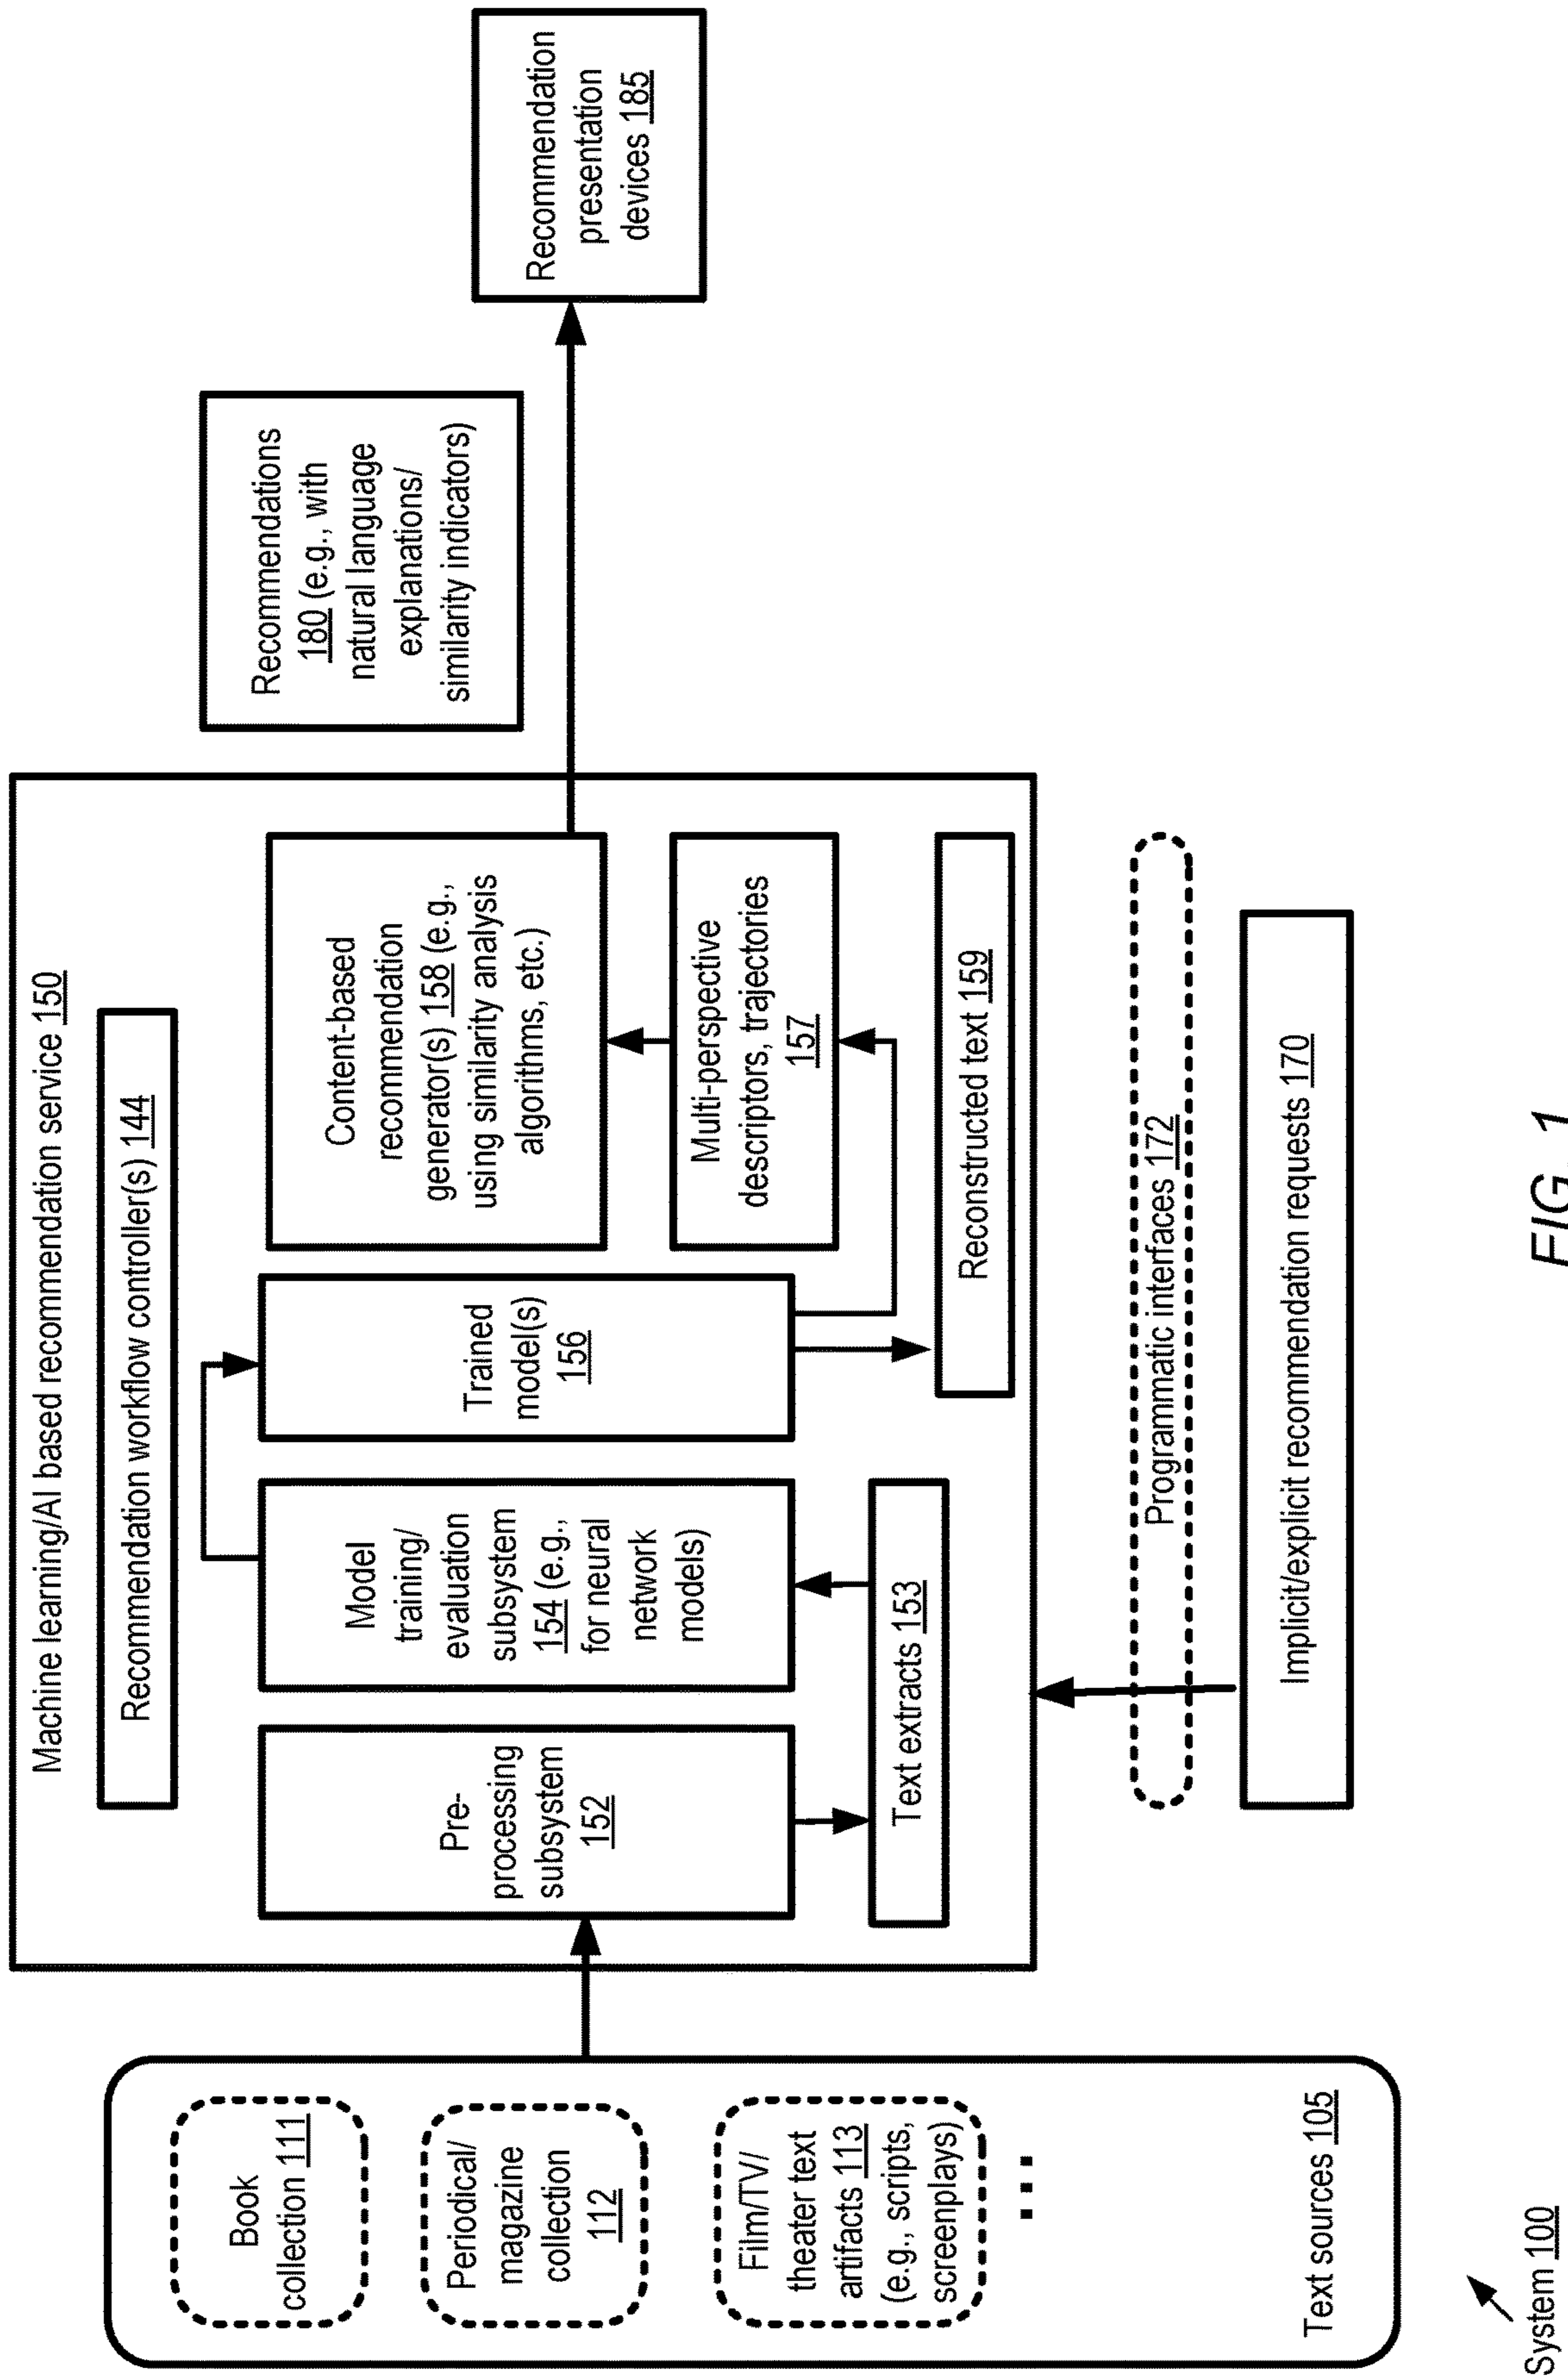 Book
collection 111
Periodical/
magazine
collection
112
Film/TV/
theater text
artifacts 113
(e.g., scripts,
screenplays)
...
Text sources 105
System 100
Machine learning/AI based recommendation service 150
Recommendation workflow controller(s) 144
Pre-
processing
subsystem
152
Text extracts 153
Model
training/
evaluation
subsystem
154 (e.g.,
for neural
network
models)
Trained
model(s)
156
Content-based
recommendation
generator(s) 158 (e.g.,
using similarity analysis
algorithms, etc.)
Multi-perspective
descriptors, trajectories
157
Reconstructed text 159
Programmatic interfaces 172
Implicit/explicit recommendation requests 170
Recommendations
180 (e.g., with
natural language
explanations/
similarity indicators)
Recommendation
presentation
devices 185
FIG. 1